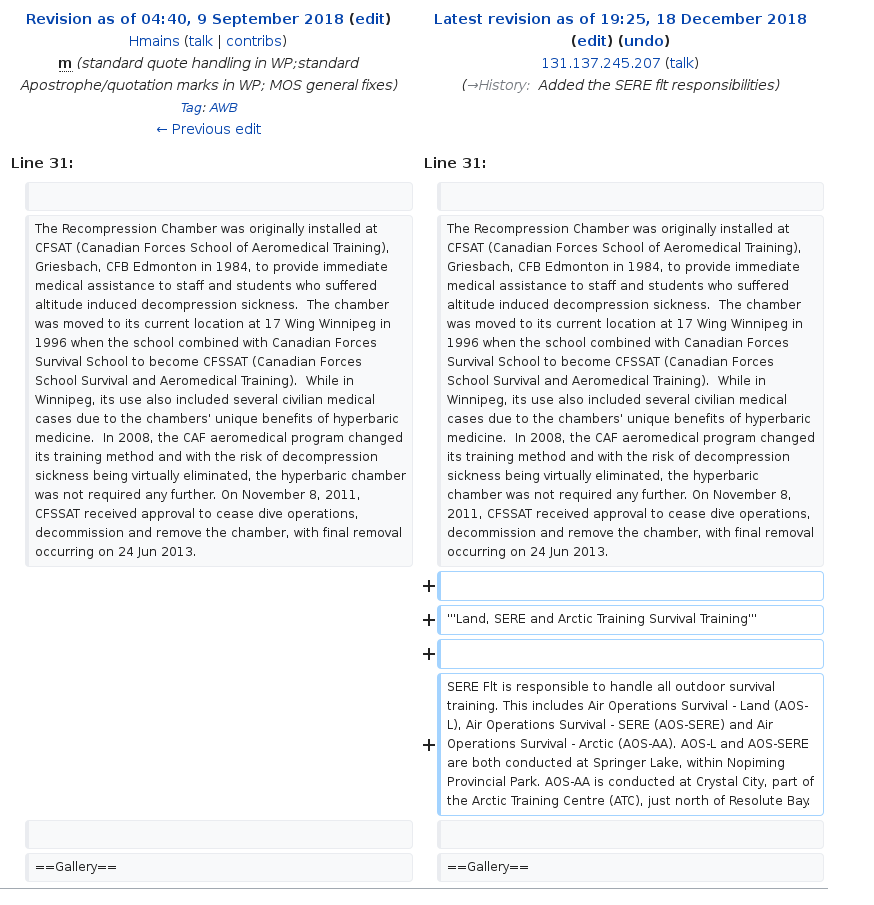 Revision as of 04:40, 9 September 2018 (edit)
Hmains (talk | contribs)
m (standard quote handling in WP;standard
Apostrophe/quotation marks in WP; MOS general fixes)
Tag: AWB
← Previous edit
Latest revision as of 19:25, 18 December 2018
(edit) (undo)
131.137.245.207 (talk)
(→History:  Added the SERE flt responsibilities)
Line 31:
Line 31:
The Recompression Chamber was originally installed at
CFSAT (Canadian Forces School of Aeromedical Training),
Griesbach, CFB Edmonton in 1984, to provide immediate
medical assistance to staff and students who suffered
altitude induced decompression sickness.  The chamber
was moved to its current location at 17 Wing Winnipeg in
1996 when the school combined with Canadian Forces
Survival School to become CFSSAT (Canadian Forces
School Survival and Aeromedical Training).  While in
Winnipeg, its use also included several civilian medical
cases due to the chambers' unique benefits of hyperbaric
medicine.  In 2008, the CAF aeromedical program changed
its training method and with the risk of decompression
sickness being virtually eliminated, the hyperbaric chamber
was not required any further. On November 8, 2011,
CFSSAT received approval to cease dive operations,
decommission and remove the chamber, with final removal
occurring on 24 Jun 2013.
The Recompression Chamber was originally installed at
CFSAT (Canadian Forces School of Aeromedical Training),
Griesbach, CFB Edmonton in 1984, to provide immediate
medical assistance to staff and students who suffered
altitude induced decompression sickness.  The chamber
was moved to its current location at 17 Wing Winnipeg in
1996 when the school combined with Canadian Forces
Survival School to become CFSSAT (Canadian Forces
School Survival and Aeromedical Training).  While in
Winnipeg, its use also included several civilian medical
cases due to the chambers' unique benefits of hyperbaric
medicine.  In 2008, the CAF aeromedical program changed
its training method and with the risk of decompression
sickness being virtually eliminated, the hyperbaric
chamber was not required any further. On November 8,
2011, CFSSAT received approval to cease dive operations,
decommission and remove the chamber, with final removal
occurring on 24 Jun 2013.
+
+ '''Land, SERE and Arctic Training Survival Training'''
+
SERE Flt is responsible to handle all outdoor survival
training. This includes Air Operations Survival - Land (AOS-
L), Air Operations Survival - SERE (AOS-SERE) and Air
+ Operations Survival - Arctic (AOS-AA). AOS-L and AOS-SERE
are both conducted at Springer Lake, within Nopiming
Provincial Park. AOS-AA is conducted at Crystal City, part of
the Arctic Training Centre (ATC), just north of Resolute Bay.
==Gallery==
==Gallery==